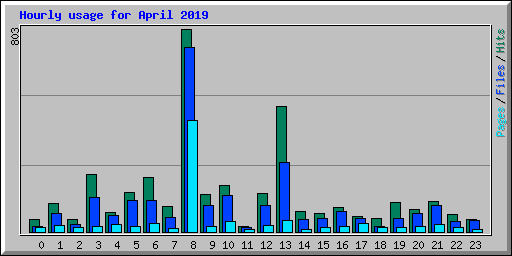 Hourly usage for April 2019
803
Pages/Files/Hits
0 1 2 3 4 5 6 7 8 9 10 11 12 13 14 15 16 17 18 19 20 21 22 23